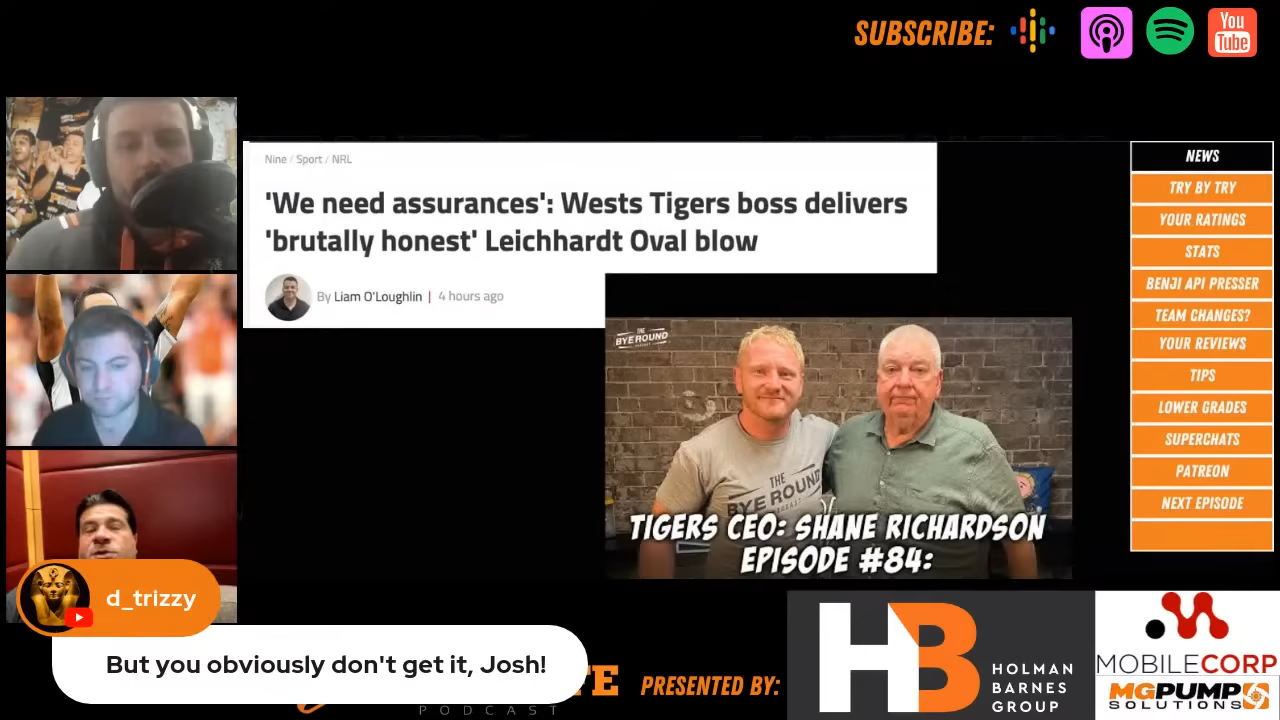 SUBSCRIBE:
You
Tube
Nine / Sport / NRL
'We need assurances': Wests Tigers boss delivers
'brutally honest' Leichhardt Oval blow
By Liam O'Loughlin | 4 hours ago
THE
BYE ROUND
PODCAST
THE
BYE ROUND
TIGERS CEO: SHANE RICHARDSON
EPISODE #84:
NEWS
TRY BY TRY
YOUR RATINGS
STATS
BENJI API PRESSER
TEAM CHANGES?
YOUR REVIEWS
TIPS
LOWER GRADES
SUPERCHATS
PATREON
NEXT EPISODE
d_trizzy
But you obviously don't get it, Josh!
PODCAST
PRESENTED BY:
HB
HOLMAN
BARNES
GROUP
MOBILECORP
MGPUMP
SOLUTIONS